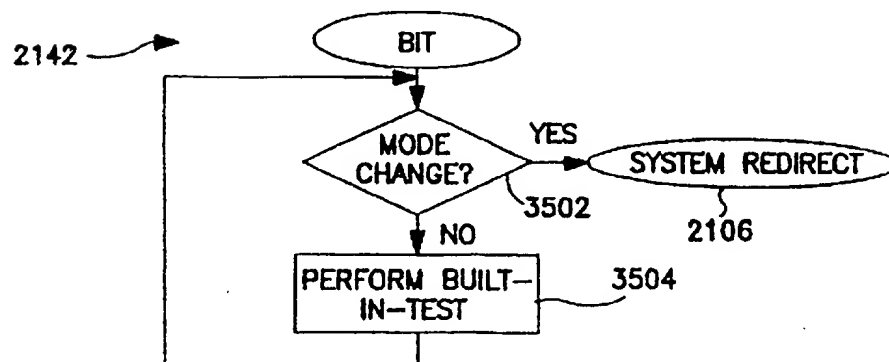 2142
BIT
MODE
CHANGE?
YES
SYSTEM REDIRECT
3502
2106
NO
PERFORM BUILT-
IN-TEST
3504